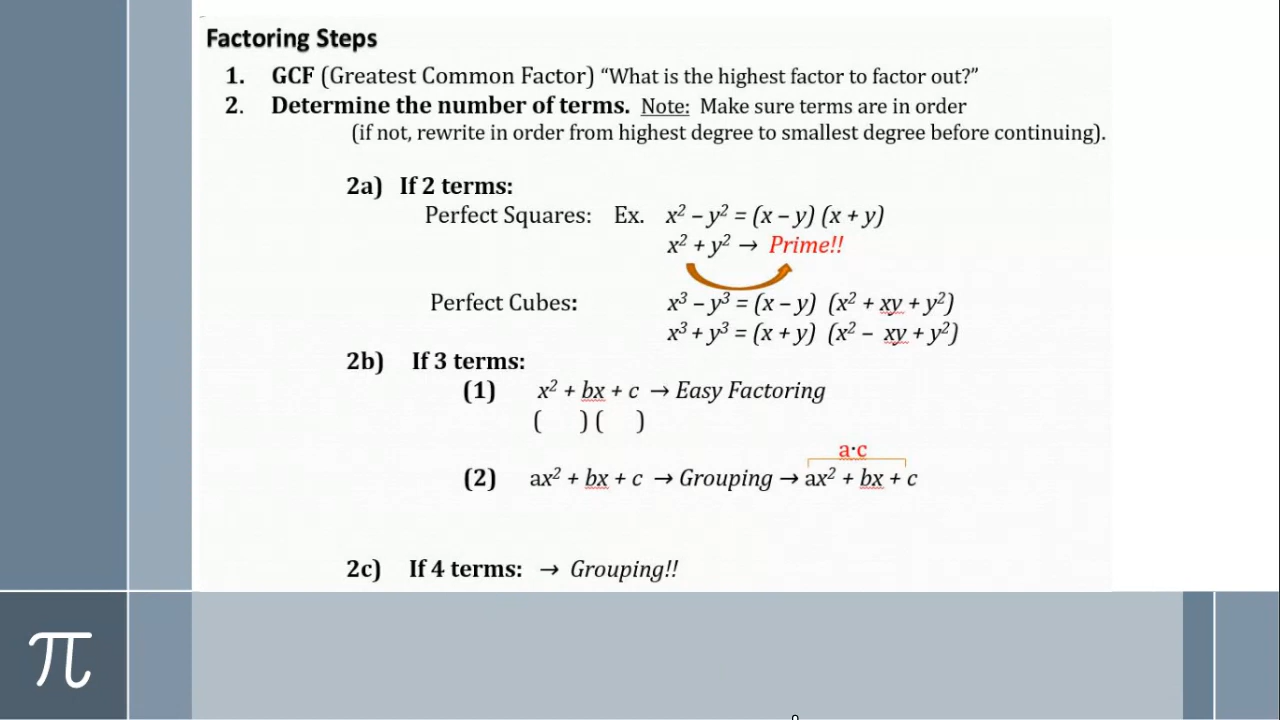 Factoring Steps
1. GCF (Greatest Common Factor) “What is the highest factor to factor out?”
2. Determine the number of terms. Note: Make sure terms are in order
(if not, rewrite in order from highest degree to smallest degree before continuing).
2a) If 2 terms:
Perfect Squares: Ex. x² – y² = (x – y) (x + y)
x² + y² → Prime!!
Perfect Cubes: x³ – y³ = (x – y) (x² + xy + y²)
x³ + y³ = (x + y) (x² – xy + y²)
2b) If 3 terms:
(1) x² + bx + c → Easy Factoring
( ) ( )
a·c
(2) ax² + bx + c → Grouping → ax² + bx + c
2c) If 4 terms: → Grouping!!
π